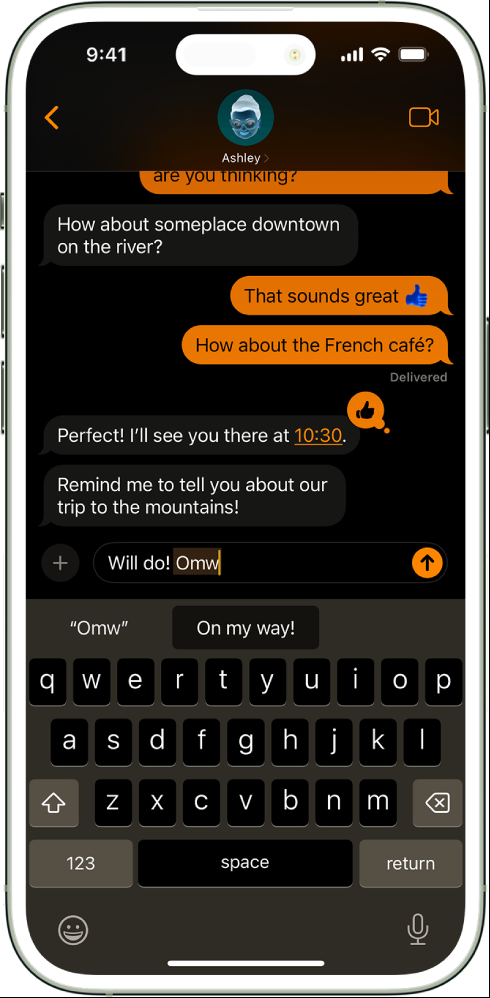 9:41
Ashley
are you thinking?
How about someplace downtown
on the river?
That sounds great 👍
How about the French café?
Delivered
Perfect! I’ll see you there at 10:30.
Remind me to tell you about our
trip to the mountains!
Will do! Omw
“Omw” On my way!
q w e r t y u i o p
a s d f g h j k l
z x c v b n m
123 space return